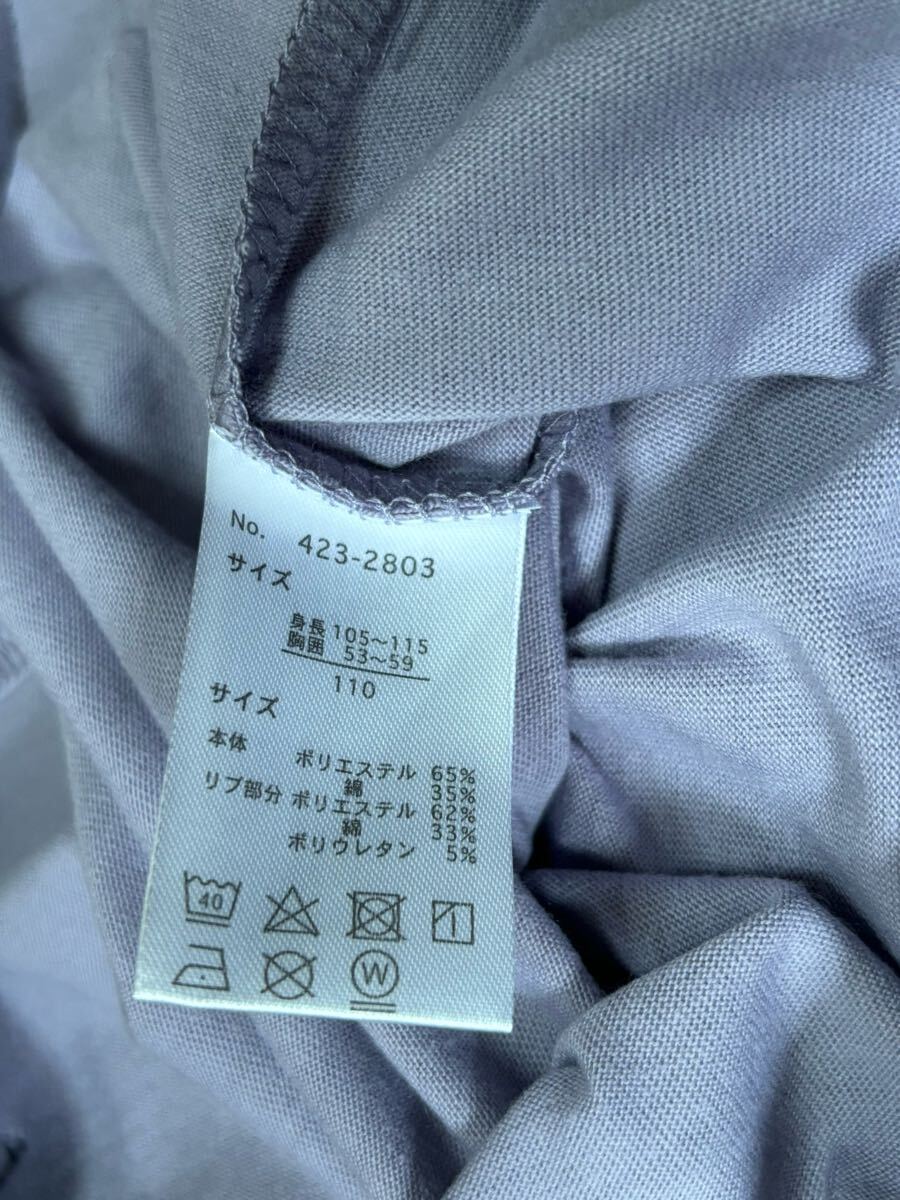 No. 423-2803
サイズ
身長 105~115
胸囲 53~59
110
サイズ
本体 ポリエステル 65%
綿 35%
リブ部分 ポリエステル 62%
綿 33%
ポリウレタン 5%
40
W